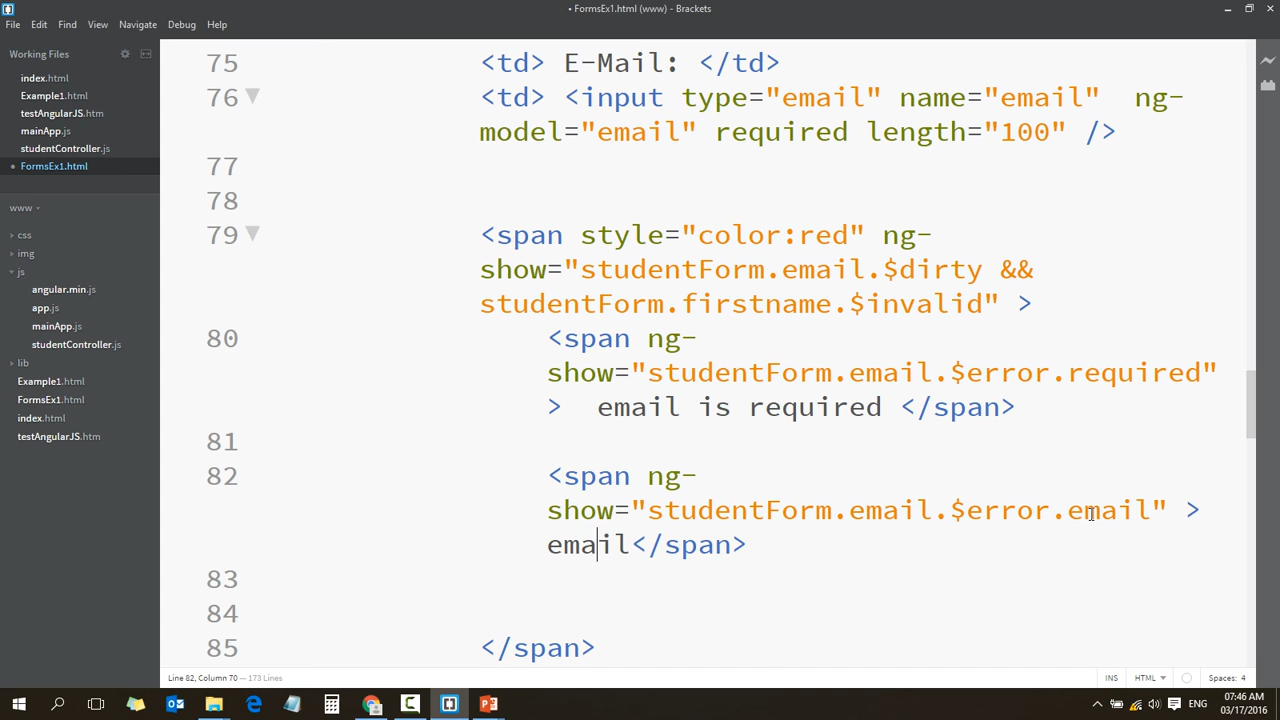 • FormsEx1.html (www) - Brackets
File Edit Find View Navigate Debug Help
Working Files
index.html
Example1.html
testAngularJS.htm
mainApp.js
studentController.js
• FormsEx1.html
www
css
img
js
angular.min.js
app.js
mainApp.js
studentController.js
lib
Example1.html
FormsEx1.html
index.html
testAngularJS.htm
75 <td> E-Mail: </td>
76 <td> <input type="email" name="email"  ng-
model="email" required length="100" />
77
78
79 <span style="color:red" ng-
show="studentForm.email.$dirty &&
studentForm.firstname.$invalid" >
80 <span ng-
show="studentForm.email.$error.required"
>  email is required </span>
81
82 <span ng-
show="studentForm.email.$error.email" >
email</span>
83
84
85 </span>
Line 82, Column 70 — 173 Lines
INS HTML Spaces: 4
ENG
07:46 AM
03/17/2016